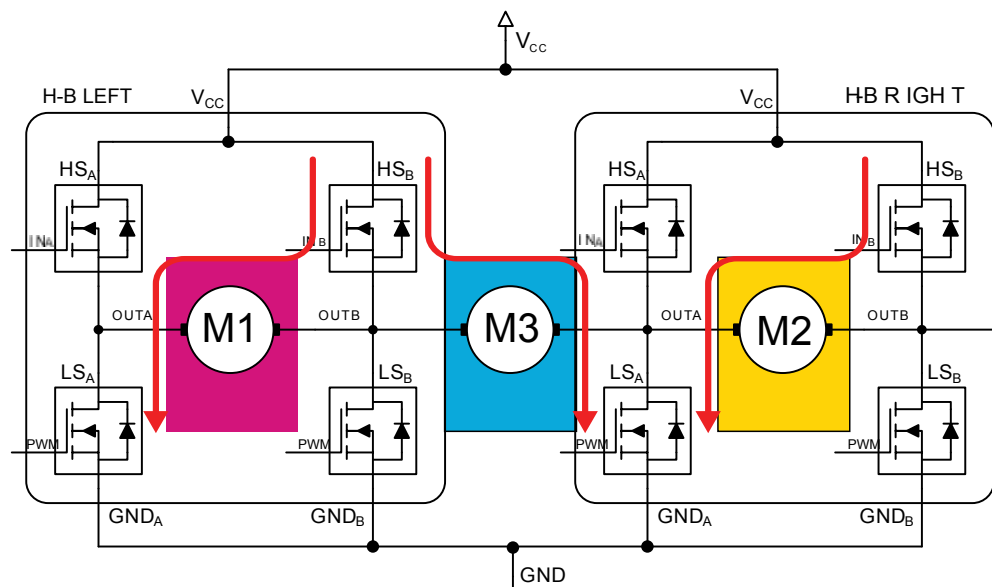 VCC
H-B LEFT
VCC
VCC
H-B R IGH T
HSA
HSB
HSA
HSB
INA
INB
INA
INB
OUTA
M1
OUTB
M3
OUTA
M2
OUTB
LSA
LSB
LSA
LSB
PWM
PWM
PWM
PWM
GNDA
GNDB
GNDA
GNDB
GND